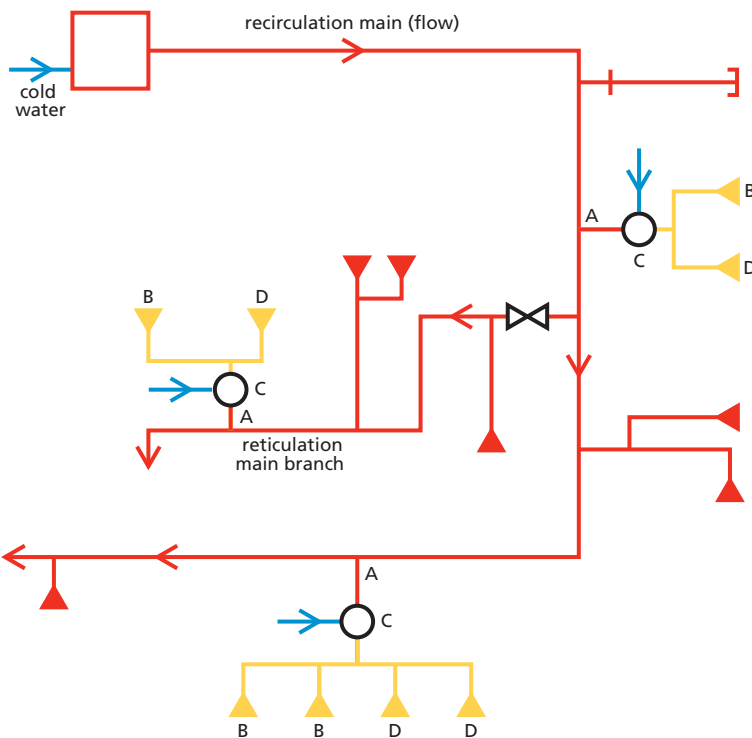 recirculation main (flow)
cold
water
A
B
C
D
B
D
C
A
reticulation
main branch
A
C
B
B
D
D